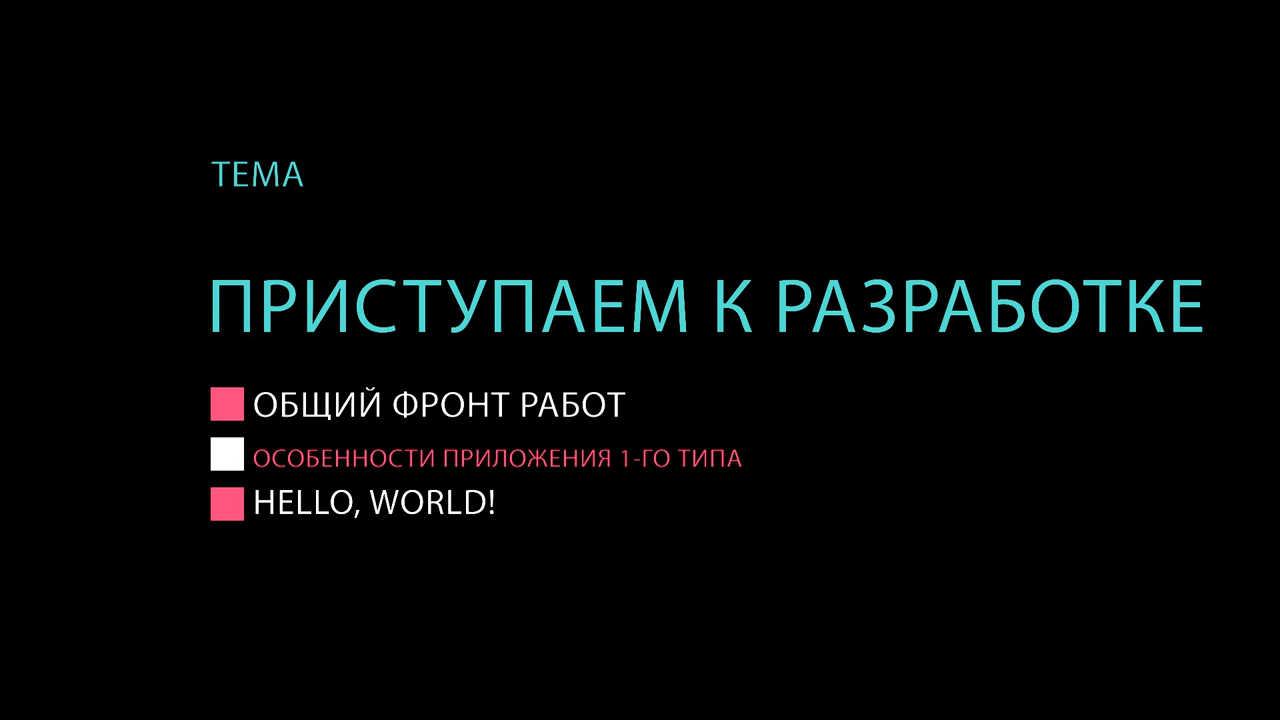 ТЕМА
ПРИСТУПАЕМ К РАЗРАБОТКЕ
ОБЩИЙ ФРОНТ РАБОТ
ОСОБЕННОСТИ ПРИЛОЖЕНИЯ 1-ГО ТИПА
HELLO, WORLD!